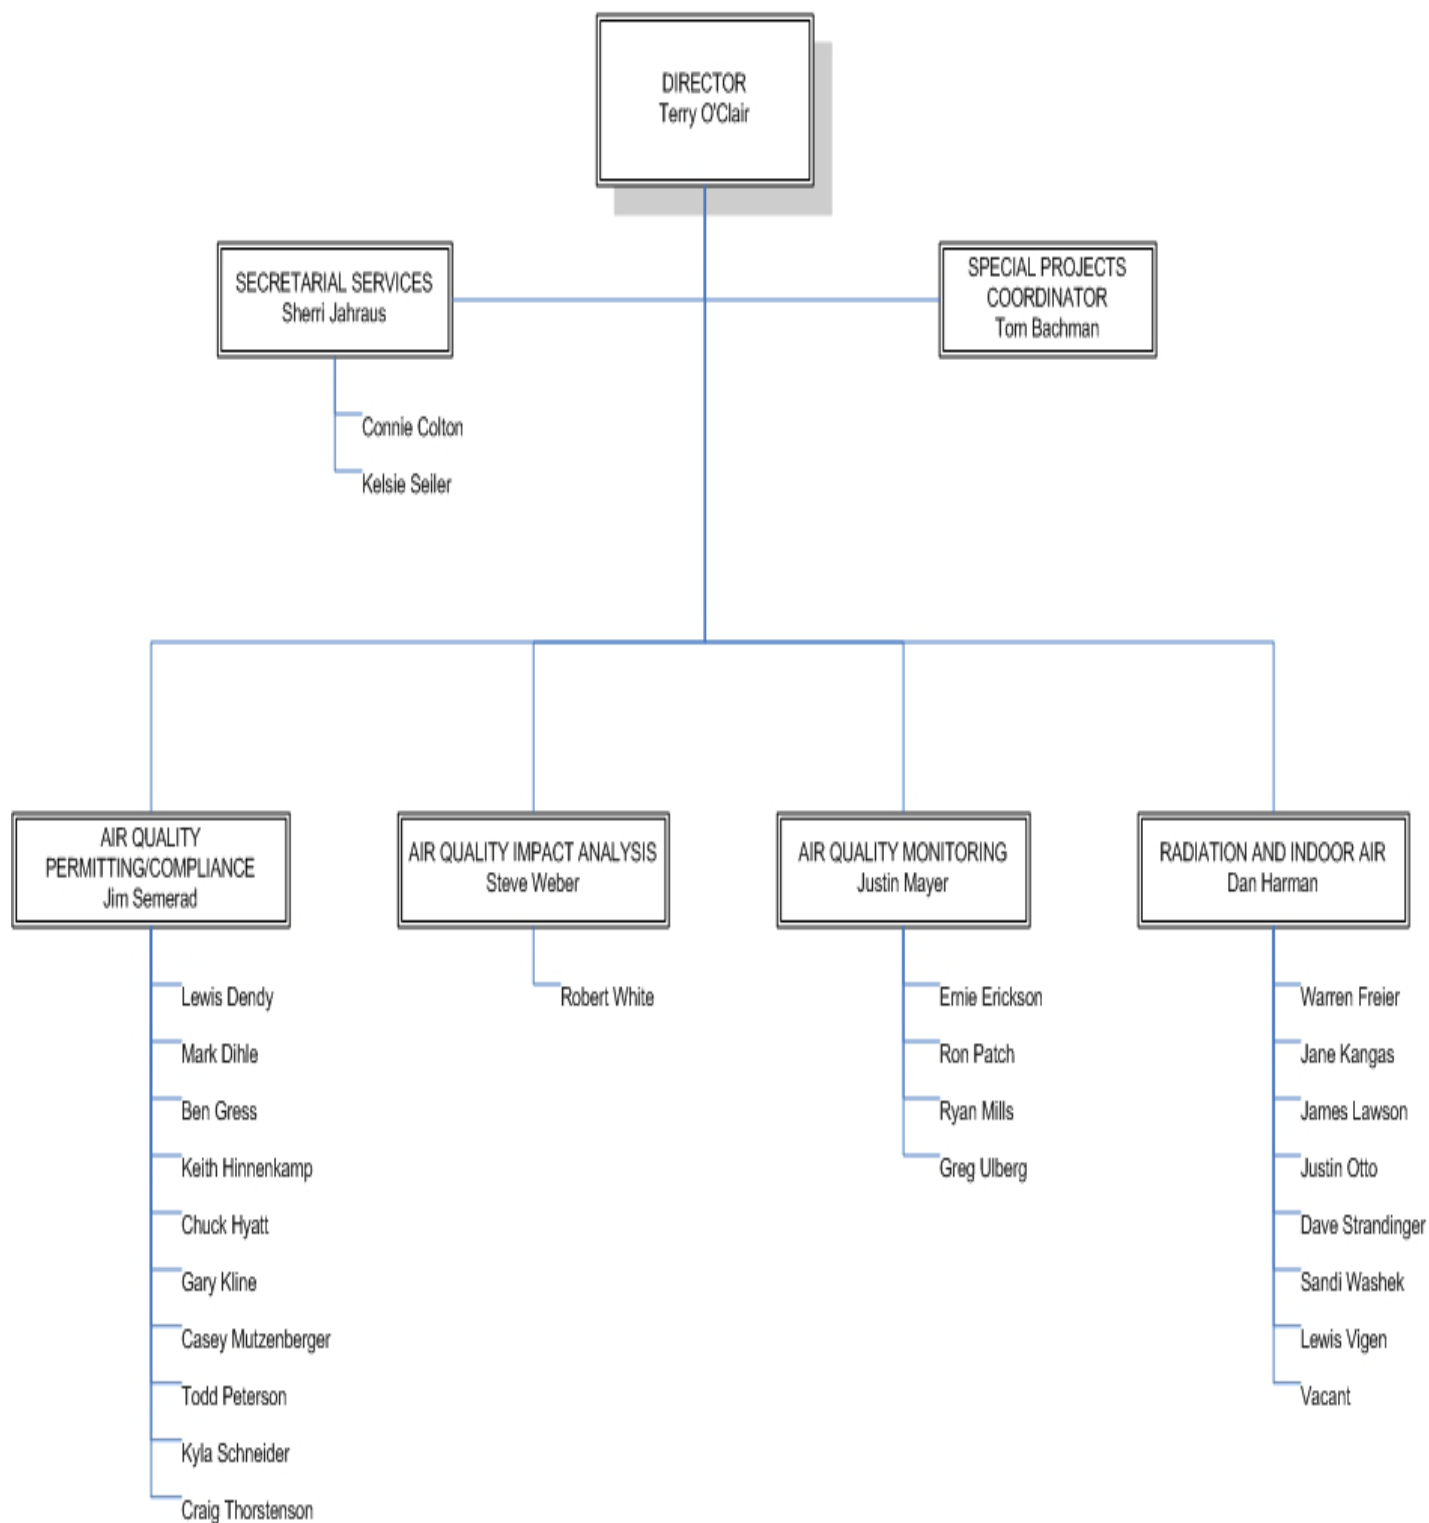 DIRECTOR
Terry O'Clair
SECRETARIAL SERVICES
Sherri Jahraus
SPECIAL PROJECTS
COORDINATOR
Tom Bachman
Connie Colton
Kelsie Seiler
AIR QUALITY
PERMITTING/COMPLIANCE
Jim Semerad
AIR QUALITY IMPACT ANALYSIS
Steve Weber
AIR QUALITY MONITORING
Justin Mayer
RADIATION AND INDOOR AIR
Dan Harman
Lewis Dendy
Mark Dihle
Ben Gress
Keith Hinnenkamp
Chuck Hyatt
Gary Kline
Casey Mutzenberger
Todd Peterson
Kyla Schneider
Craig Thorstenson
Robert White
Ernie Erickson
Ron Patch
Ryan Mills
Greg Ulberg
Warren Freier
Jane Kangas
James Lawson
Justin Otto
Dave Strandinger
Sandi Washek
Lewis Vigen
Vacant